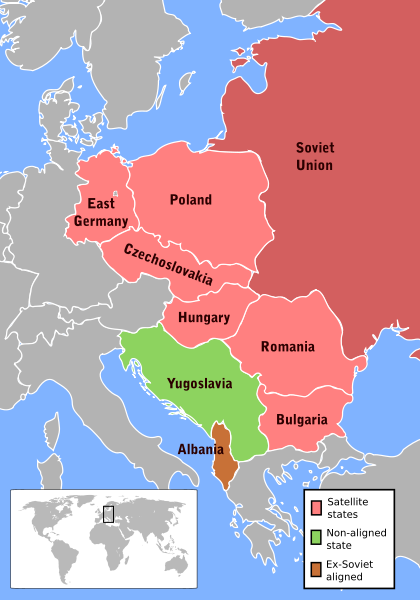 Soviet
Union
Poland
East
Germany
Czechoslovakia
Hungary
Romania
Yugoslavia
Bulgaria
Albania
Satellite
states
Non-aligned
state
Ex-Soviet
aligned